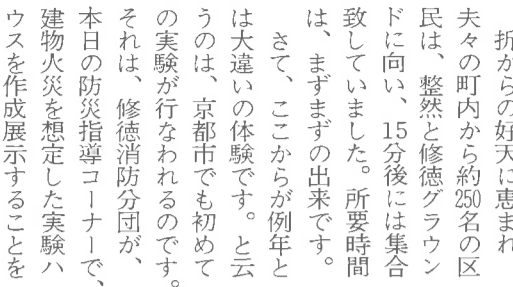 折からの好天に恵まれ
夫々の町内から約250名の区
民は、整然と修徳グラウン
ドに向い、15分後には集合
致していました。所要時間
は、まずまずの出来です。
さて、ここからが例年と
は大違いの体験です。と云
うのは、京都市でも初めて
の実験が行なわれるのです。
それは、修徳消防分団が、
本日の防災指導コーナーで、
建物火災を想定した実験ハ
ウスを作成展示することを